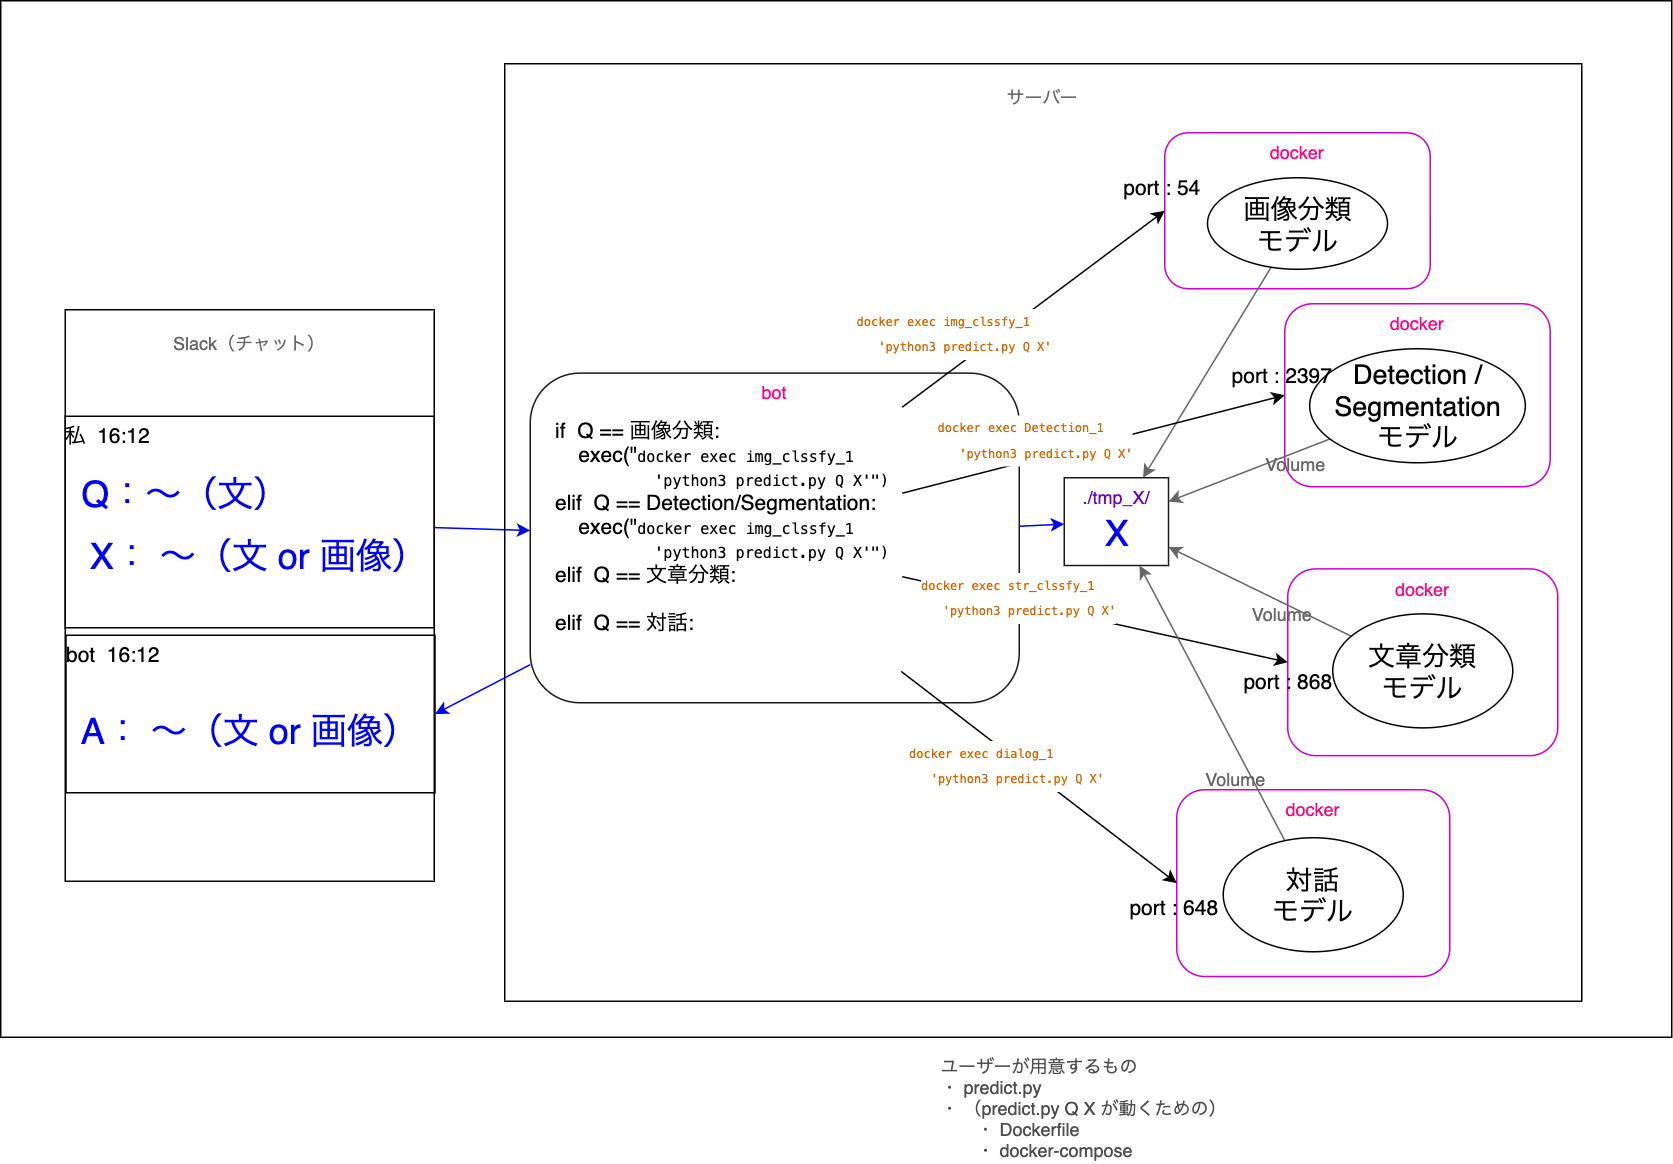 サーバー
docker
port : 54
画像分類
モデル
docker exec img_clssfy_1
'python3 predict.py Q X'
docker
port : 2397
Detection /
Segmentation
モデル
Slack（チャット）
私  16:12
Q：〜（文）
X： 〜（文 or 画像）
bot  16:12
A： 〜（文 or 画像）
bot
if  Q == 画像分類:
exec("docker exec img_clssfy_1
'python3 predict.py Q X'")
elif  Q == Detection/Segmentation:
exec("docker exec img_clssfy_1
'python3 predict.py Q X'")
elif  Q == 文章分類:
elif  Q == 対話:
docker exec Detection_1
'python3 predict.py Q X'
Volume
./tmp_X/
X
docker exec str_clssfy_1
'python3 predict.py Q X'
docker
Volume
文章分類
モデル
port : 868
docker exec dialog_1
'python3 predict.py Q X'
Volume
docker
対話
モデル
port : 648
ユーザーが用意するもの
・ predict.py
・ （predict.py Q X が動くための）
・ Dockerfile
・ docker-compose